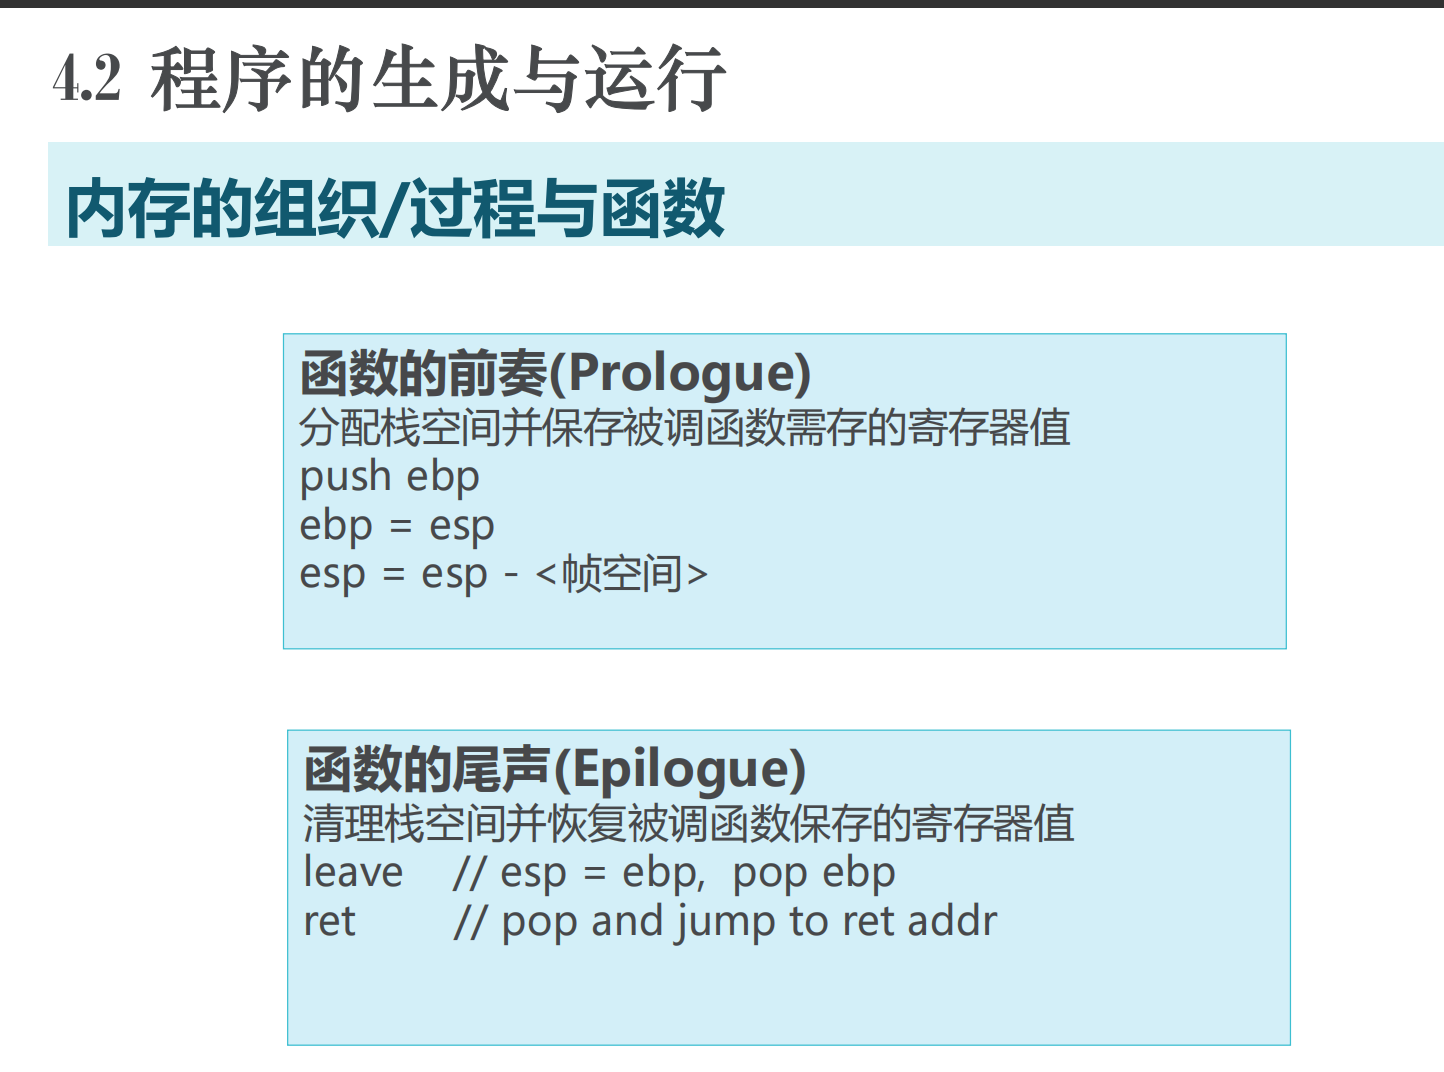 4.2 程序的生成与运行
内存的组织/过程与函数
函数的前奏(Prologue)
分配栈空间并保存被调函数需存的寄存器值
push ebp
ebp = esp
esp = esp - <帧空间>
函数的尾声(Epilogue)
清理栈空间并恢复被调函数保存的寄存器值
leave // esp = ebp, pop ebp
ret // pop and jump to ret addr